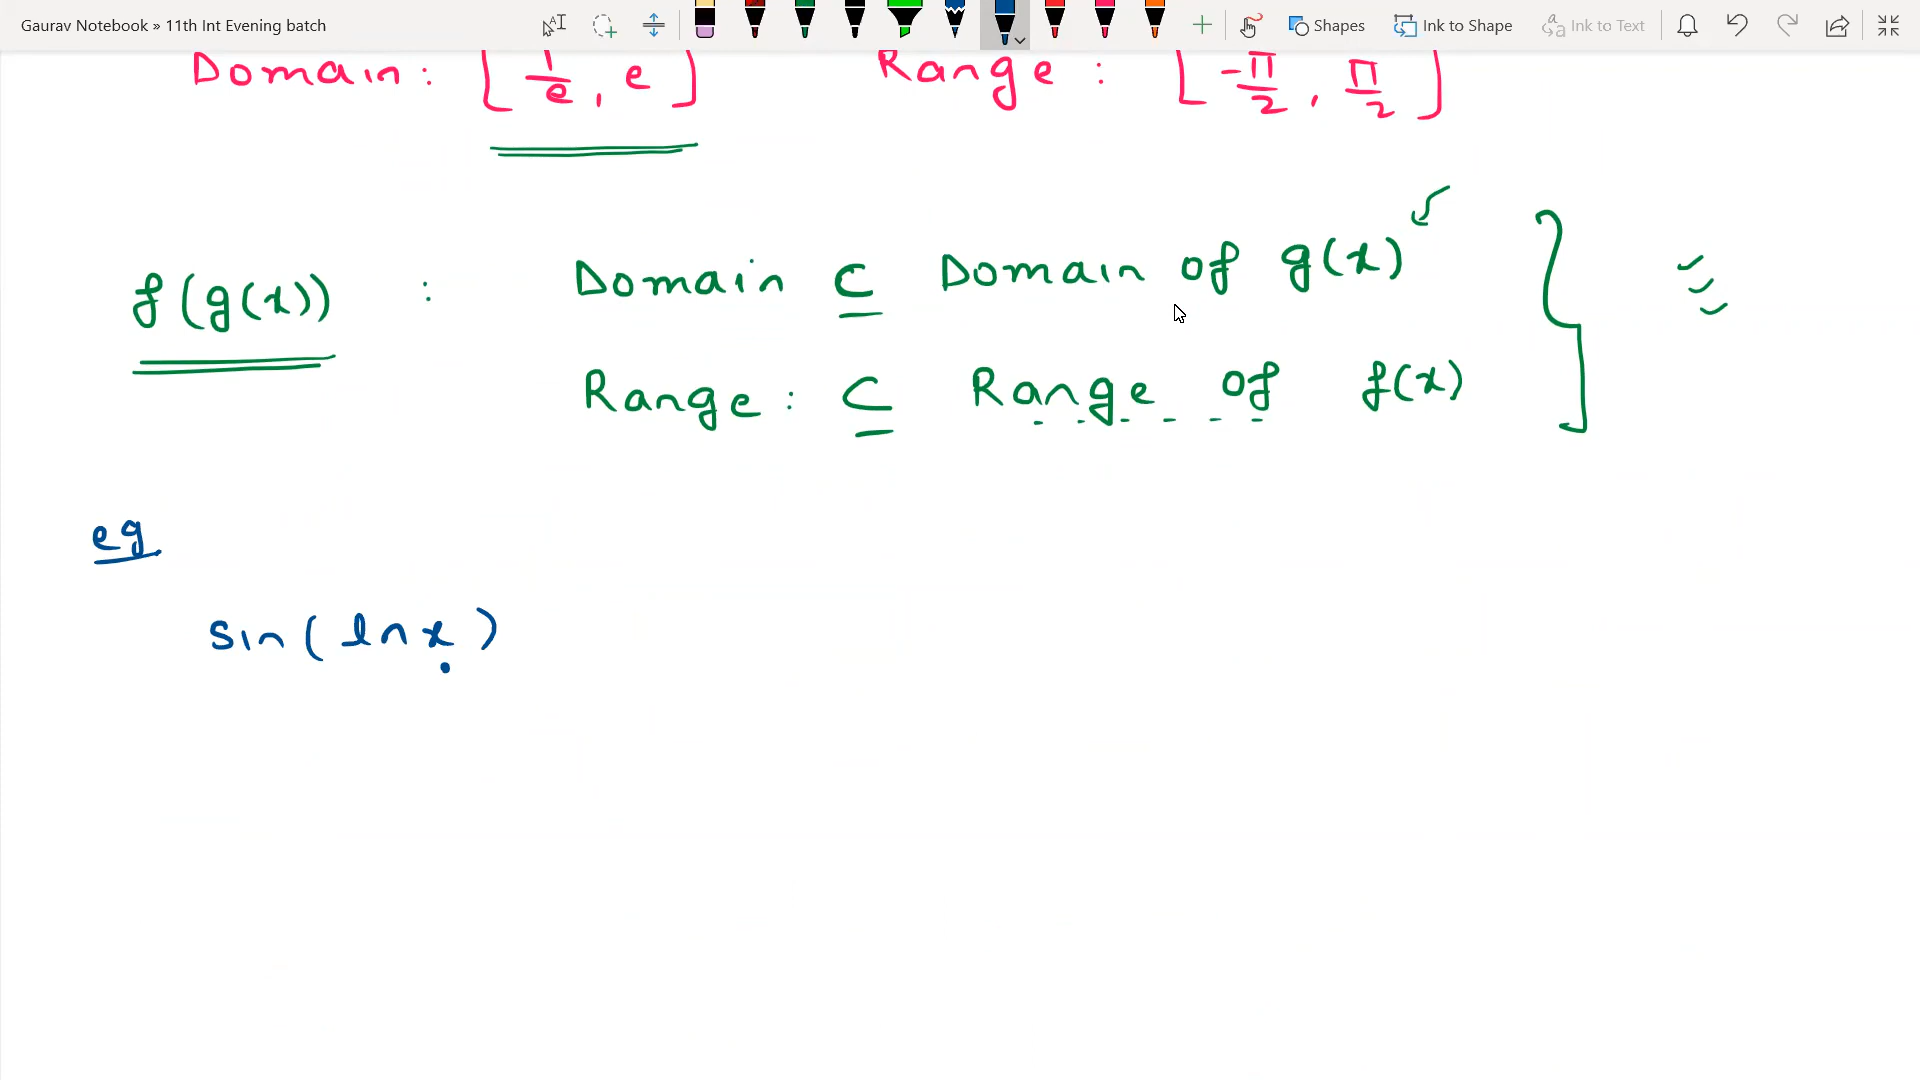 Gaurav Notebook » 11th Int Evening batch Shapes Ink to Shape Ink to Text
Domain: [1/e, e] Range: [-π/2, π/2]
f(g(x)) : Domain ⊆ Domain of g(x)
Range: ⊆ Range of f(x)
eg
sin(ln x)